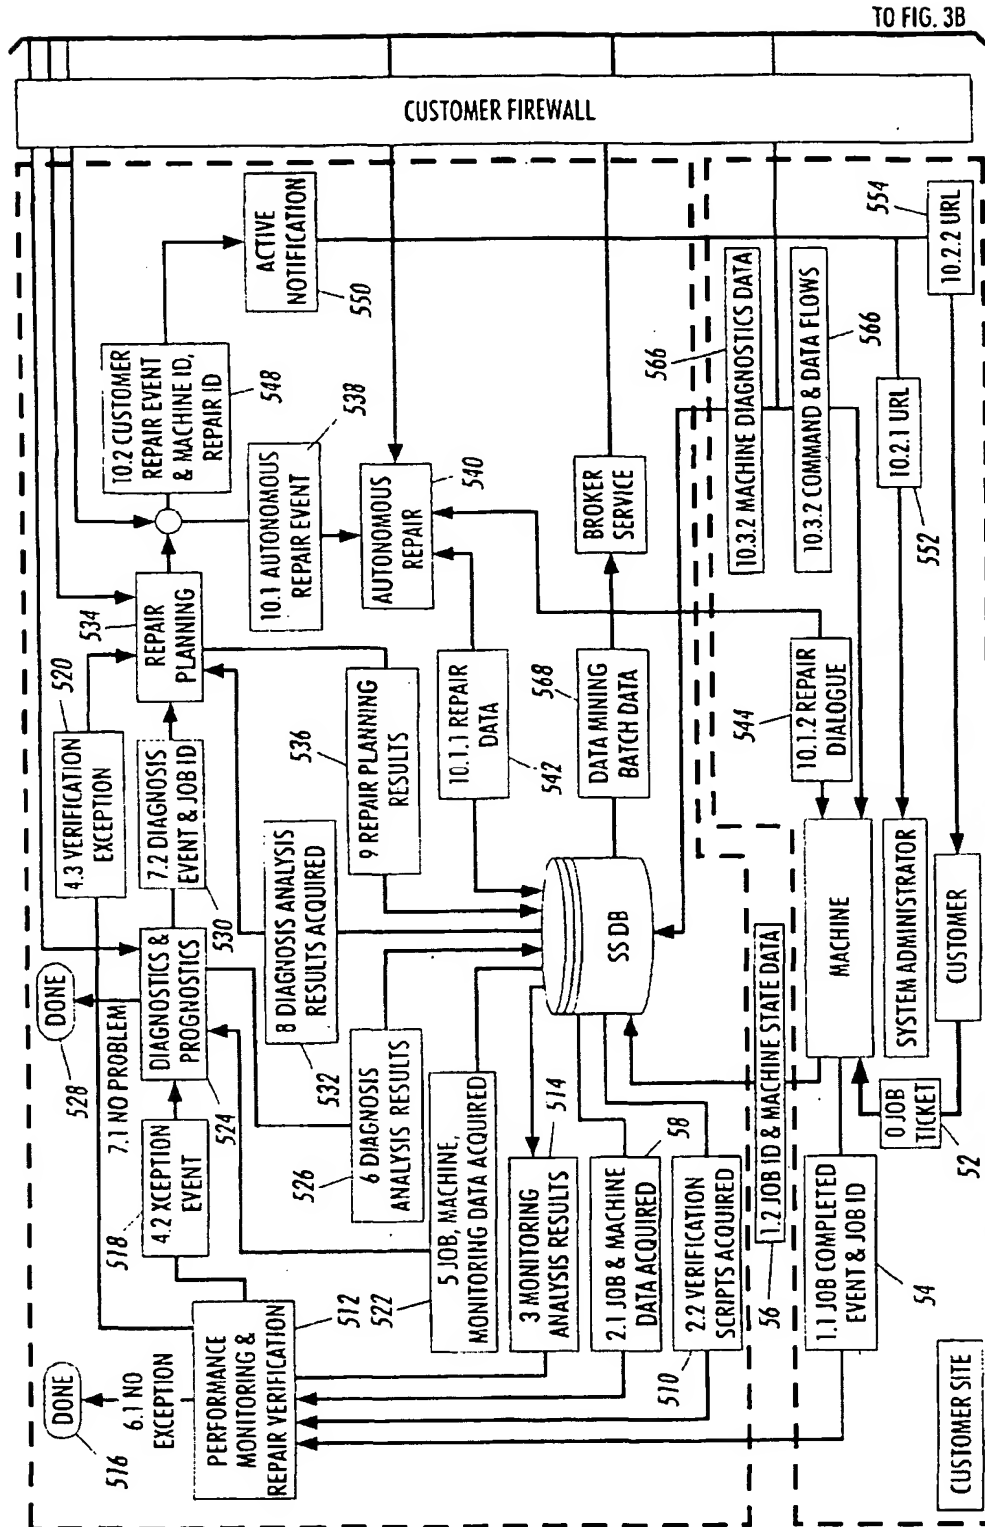 TO FIG. 3B
CUSTOMER FIREWALL
554
10.2.2 URL
ACTIVE
NOTIFICATION
550
10.3.2 MACHINE DIAGNOSTICS DATA
566
10.3.2 COMMAND & DATA FLOWS
566
10.2.1 URL
552
10.2 CUSTOMER
REPAIR EVENT
& MACHINE ID,
REPAIR ID
548
10.1 AUTONOMOUS
REPAIR EVENT
538
AUTONOMOUS
REPAIR
540
BROKER
SERVICE
534
REPAIR
PLANNING
520
4.3 VERIFICATION
EXCEPTION
7.2 DIAGNOSIS
EVENT & JOB ID
530
536
9 REPAIR PLANNING
RESULTS
10.1.1 REPAIR
DATA
542
568
DATA MINING
BATCH DATA
544
10.1.2 REPAIR
DIALOGUE
DONE
528
7.1 NO PROBLEM
DIAGNOSTICS &
PROGNOSTICS
524
8 DIAGNOSIS ANALYSIS
RESULTS ACQUIRED
532
SS DB
MACHINE
SYSTEM ADMINISTRATOR
CUSTOMER
518
4.2 XCEPTION
EVENT
526
6 DIAGNOSIS
ANALYSIS RESULTS
5 JOB, MACHINE,
MONITORING DATA ACQUIRED
522
514
3 MONITORING
ANALYSIS RESULTS
58
2.1 JOB & MACHINE
DATA ACQUIRED
2.2 VERIFICATION
SCRIPTS ACQUIRED
510
1.2 JOB ID & MACHINE STATE DATA
56
0 JOB
TICKET
52
1.1 JOB COMPLETED
EVENT & JOB ID
54
DONE
516
6.1 NO
EXCEPTION
PERFORMANCE
MONITORING &
REPAIR VERIFICATION
512
CUSTOMER SITE